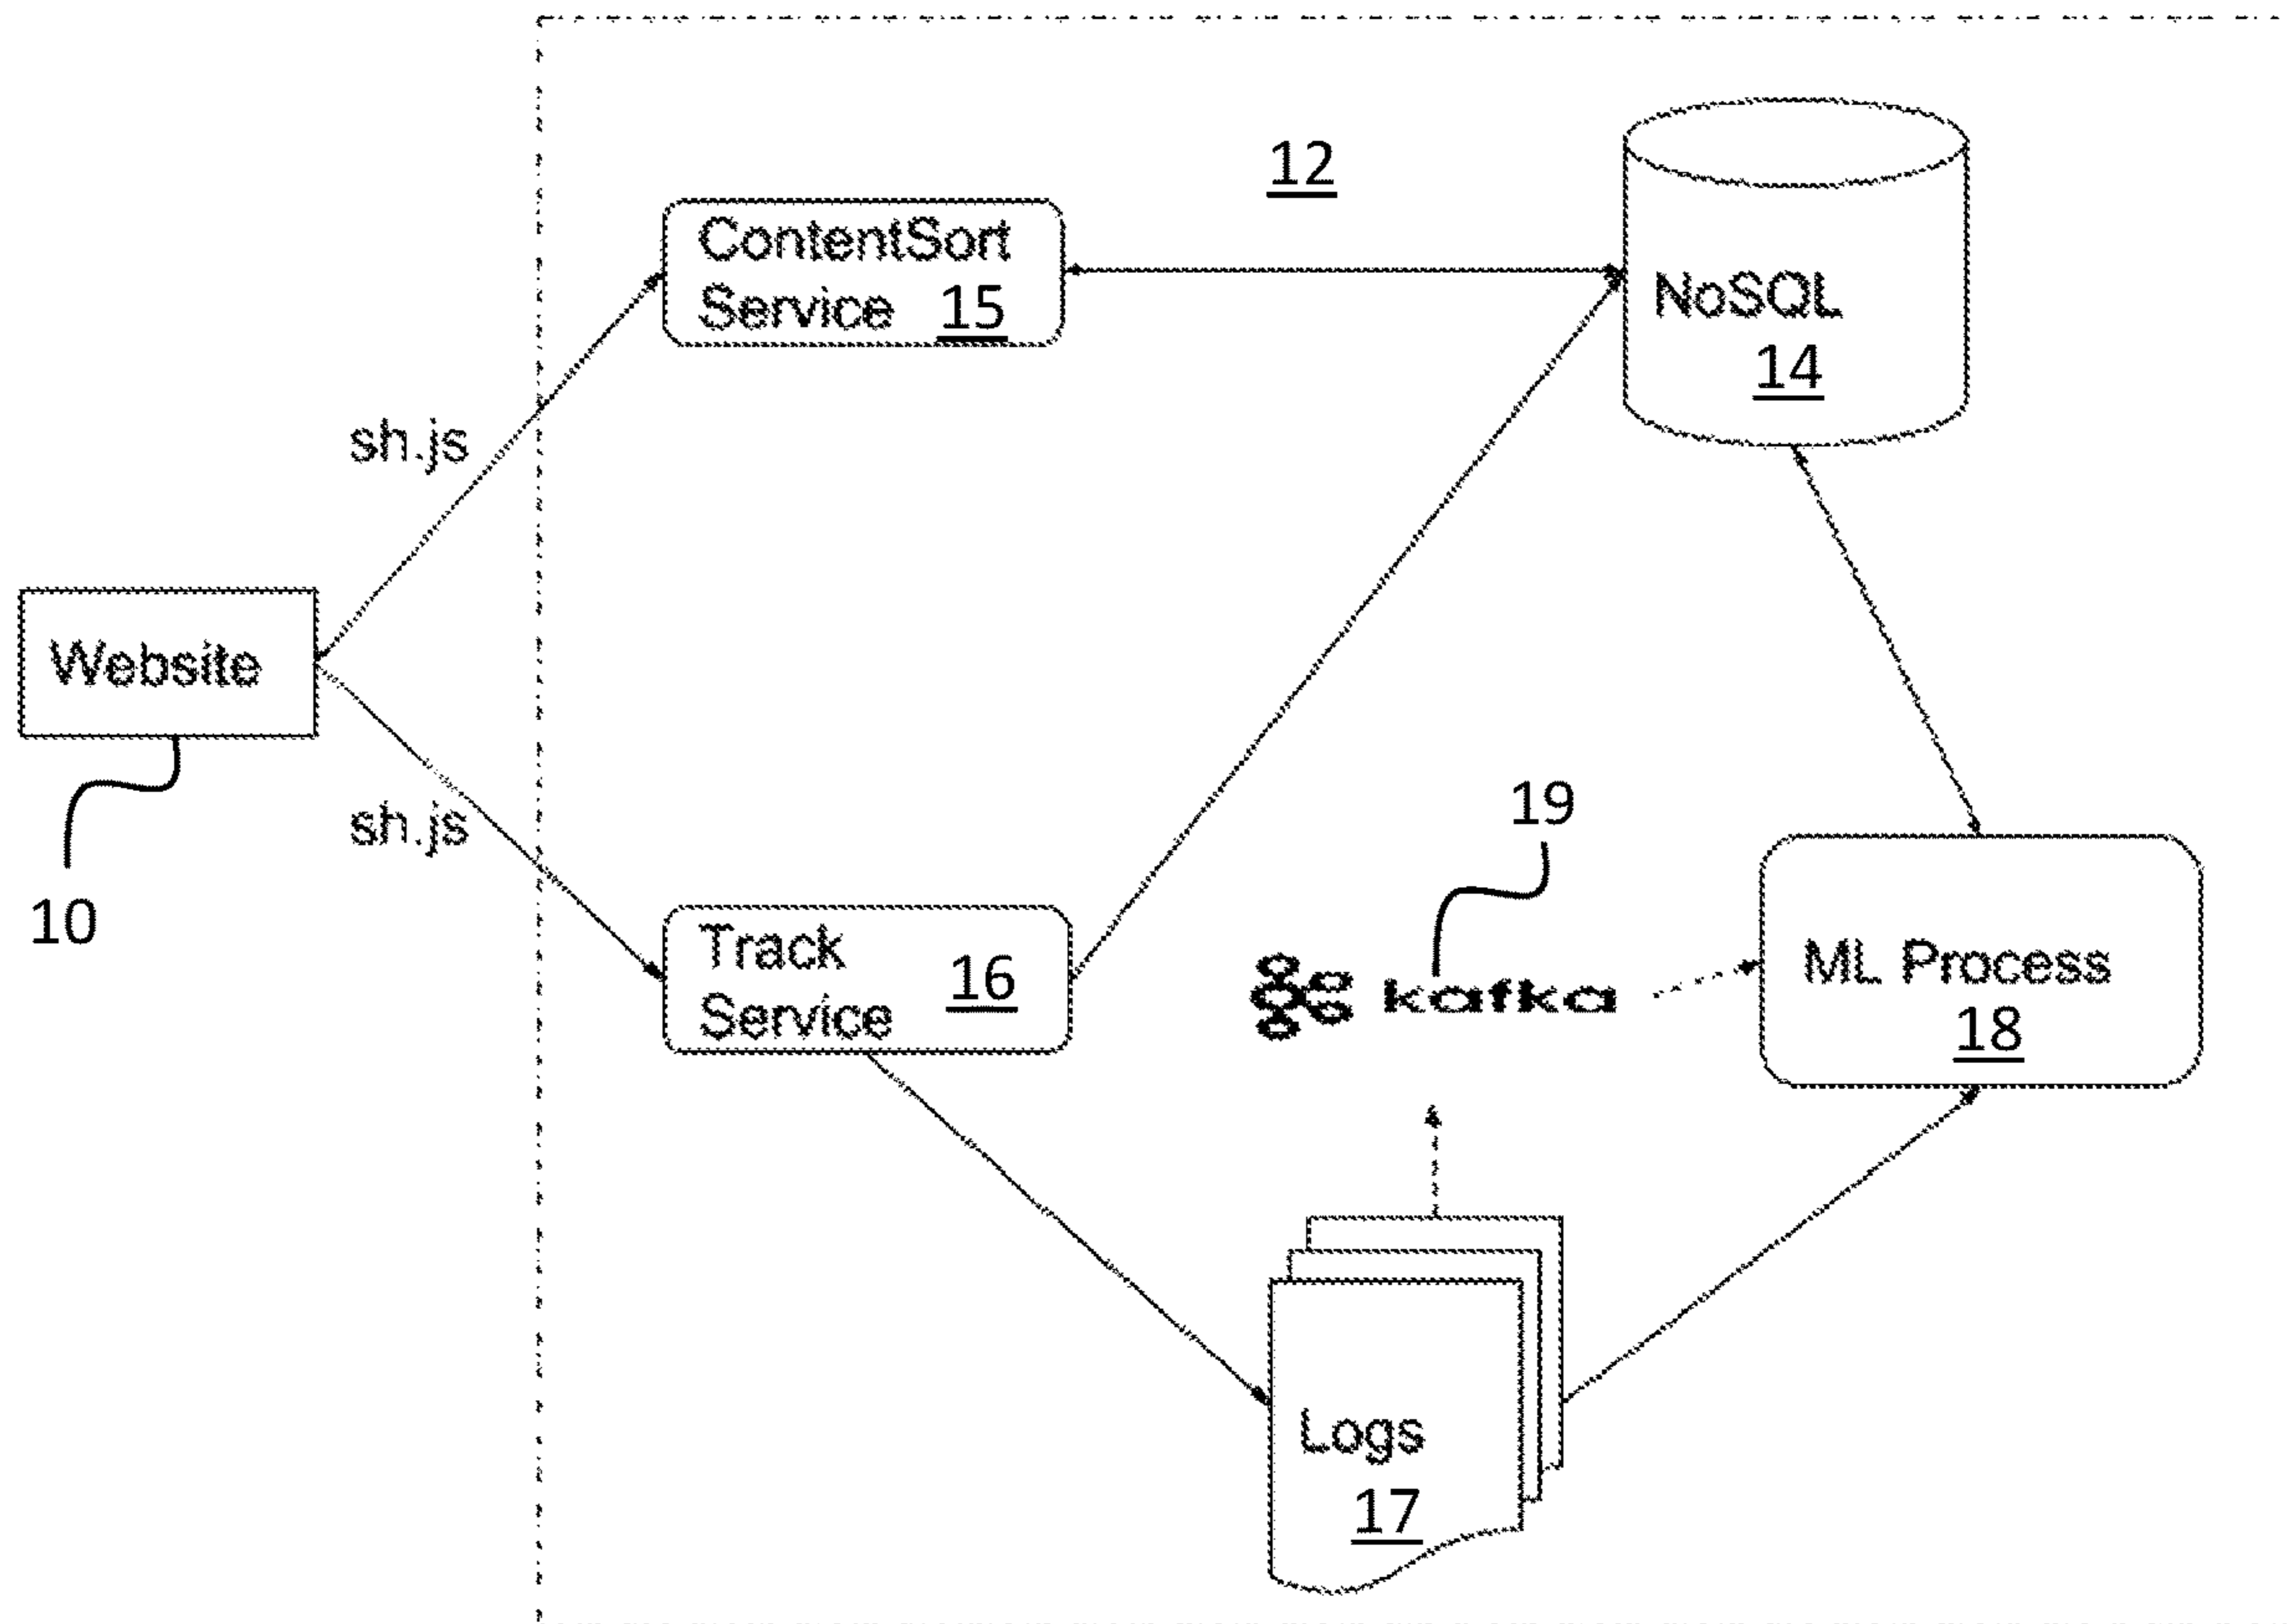 12
ContentSort
Service 15
NoSQL
14
sh.js
Website
10
sh.js
19
Track
Service 16
kafka
ML Process
18
Logs
17